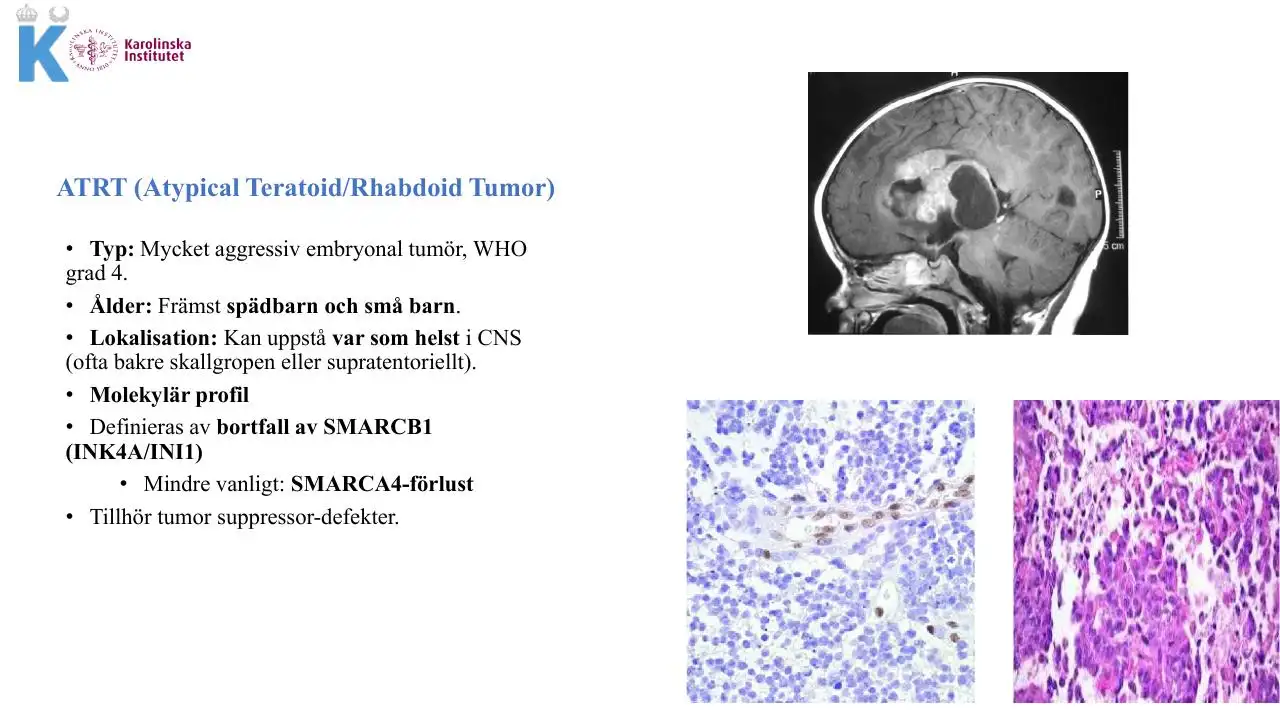 Karolinska
Institutet
ATRT (Atypical Teratoid/Rhabdoid Tumor)
• Typ: Mycket aggressiv embryonal tumör, WHO
grad 4.
• Ålder: Främst spädbarn och små barn.
• Lokalisation: Kan uppstå var som helst i CNS
(ofta bakre skallgropen eller supratentoriellt).
• Molekylär profil
• Definieras av bortfall av SMARCB1
(INK4A/INI1)
• Mindre vanligt: SMARCA4-förlust
• Tillhör tumor suppressor-defekter.
P
5 cm